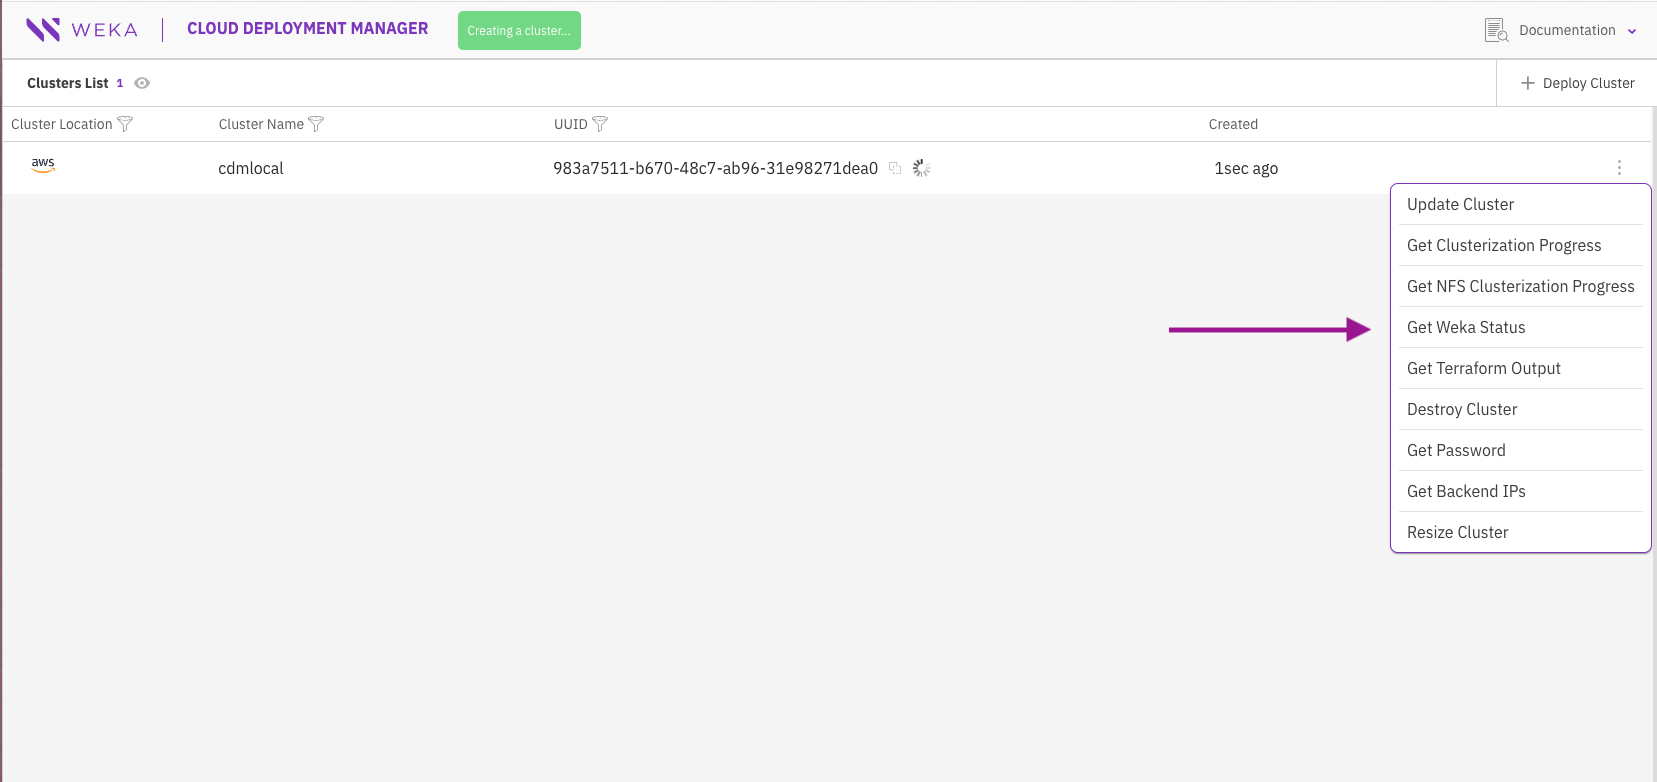 WEKA
CLOUD DEPLOYMENT MANAGER
Creating a cluster...
Documentation
Clusters List 1
Deploy Cluster
Cluster Location
Cluster Name
UUID
Created
aws
cdmlocal
983a7511-b670-48c7-ab96-31e98271dea0
1sec ago
Update Cluster
Get Clusterization Progress
Get NFS Clusterization Progress
Get Weka Status
Get Terraform Output
Destroy Cluster
Get Password
Get Backend IPs
Resize Cluster